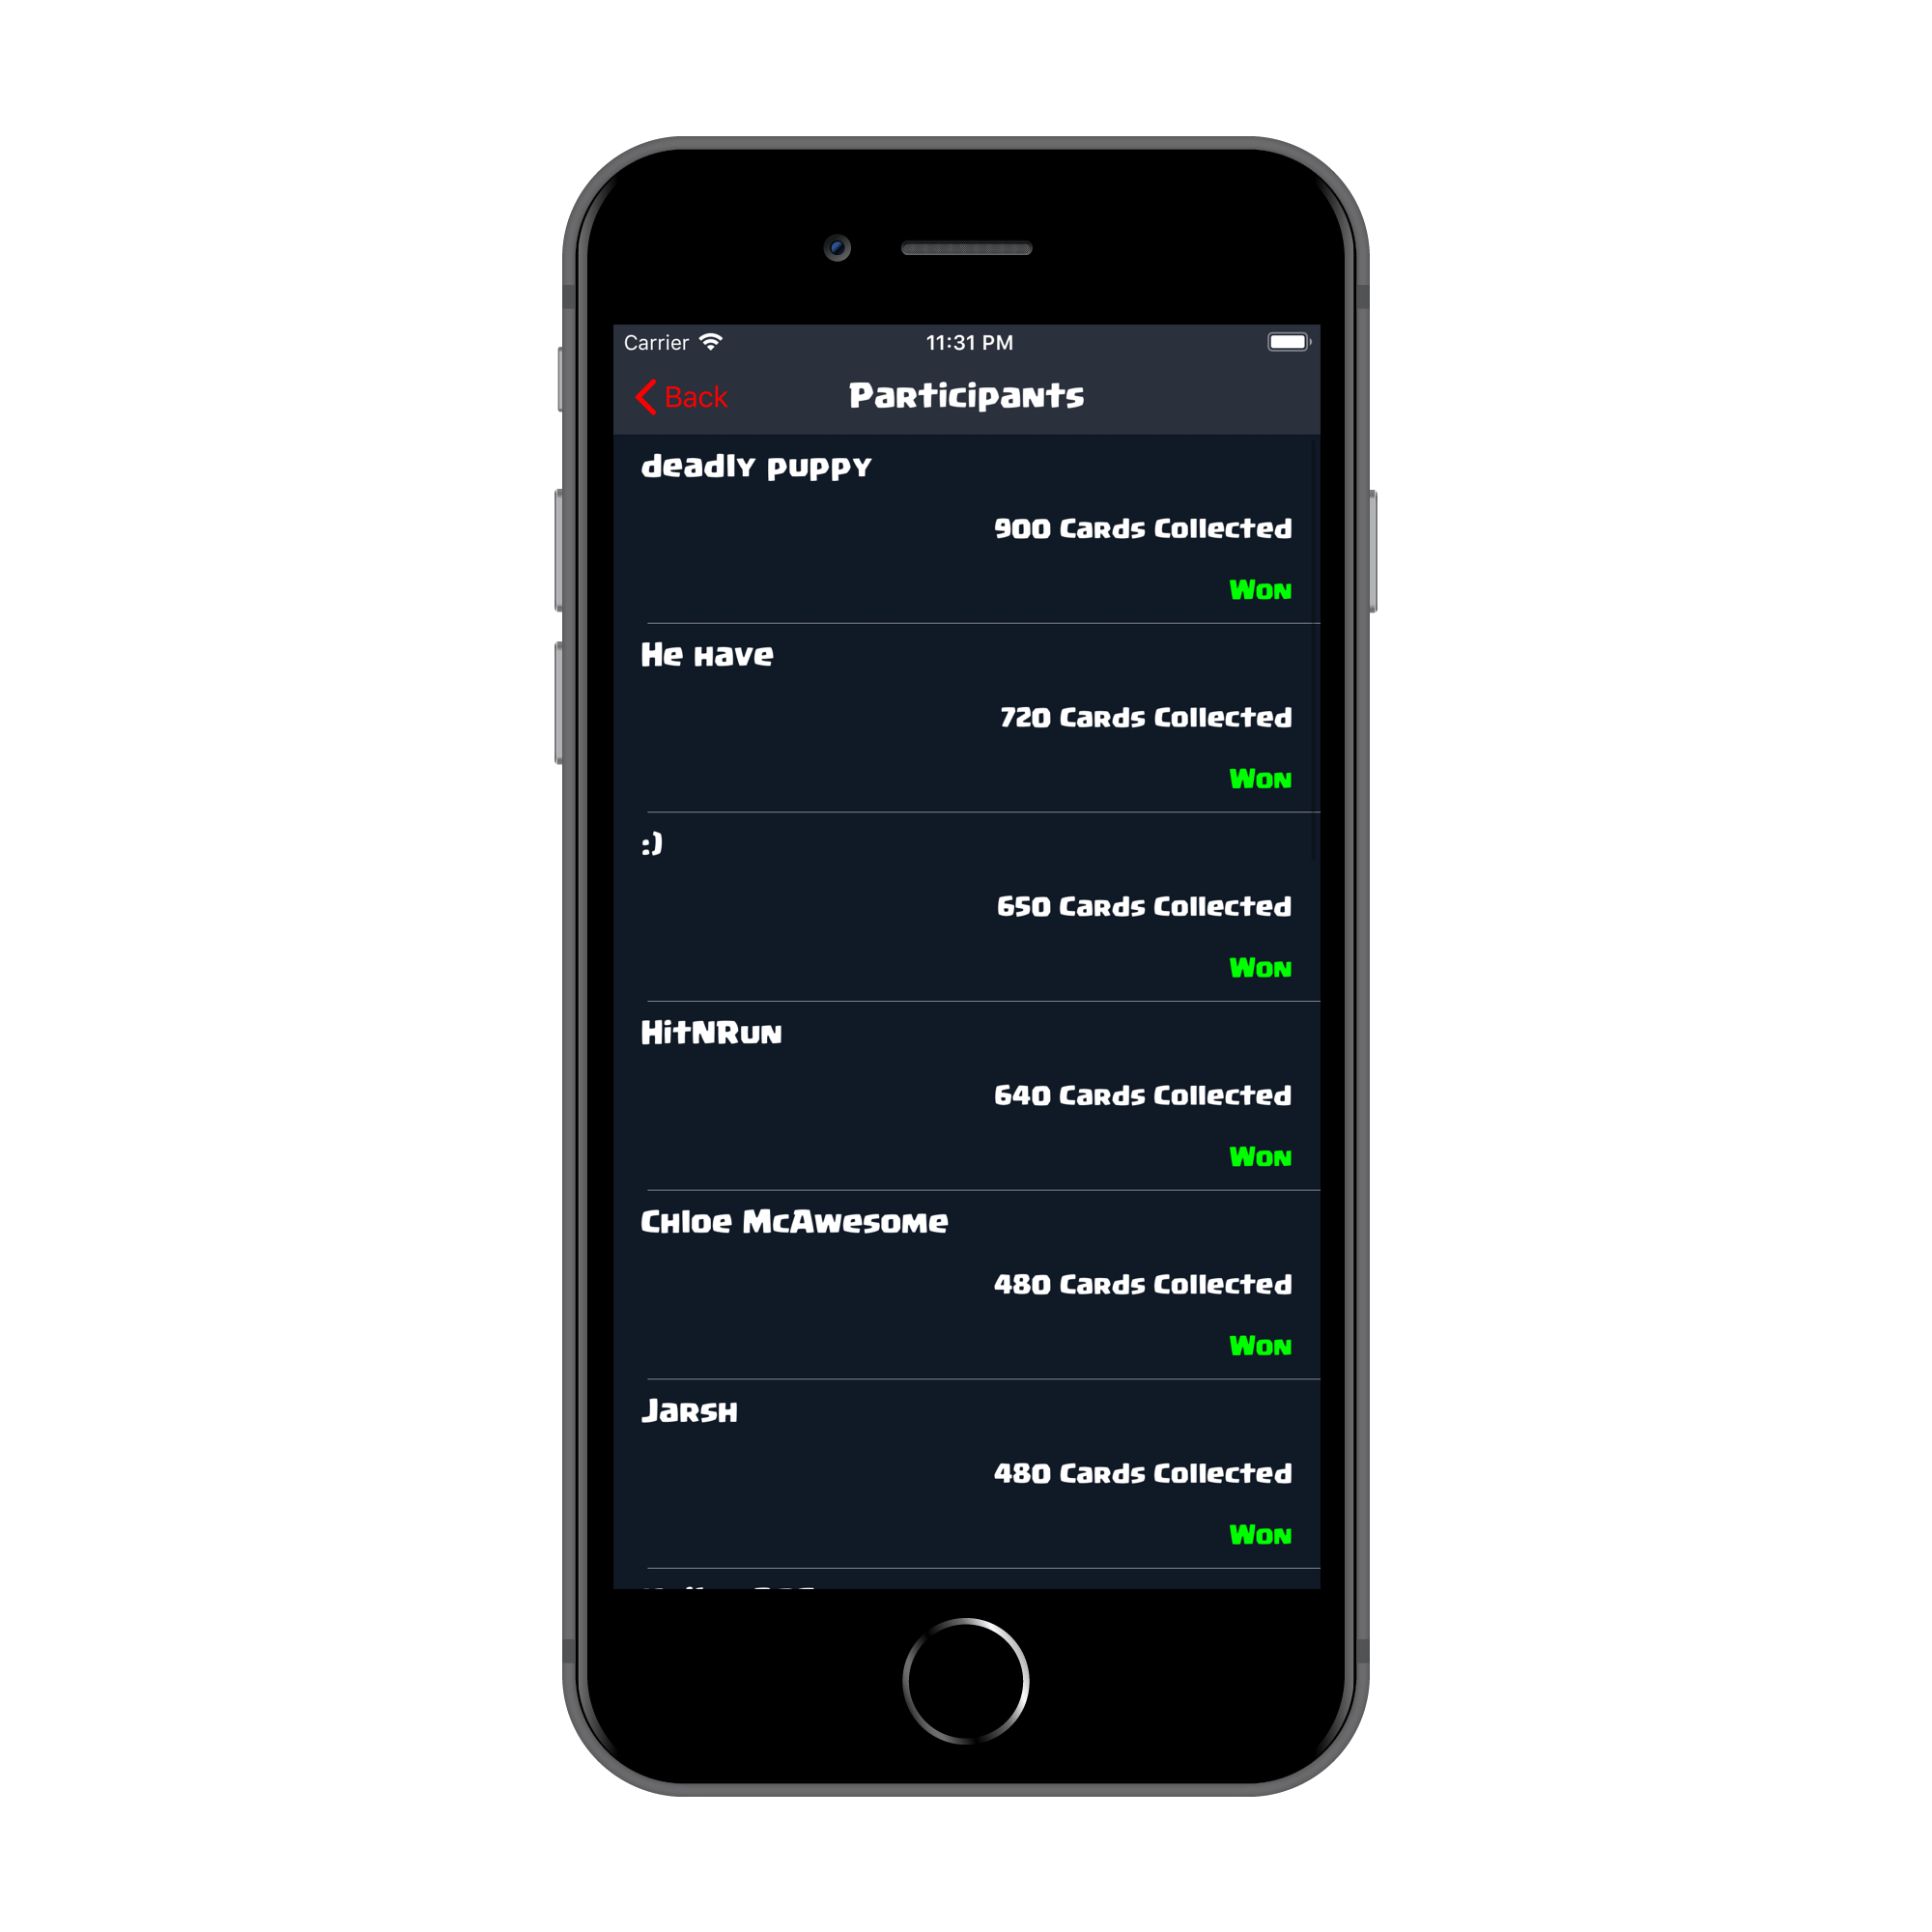 Carrier 11:31 PM
Back Participants
deadly puppy
900 Cards Collected
Won
He have
720 Cards Collected
Won
:)
650 Cards Collected
Won
HitNRun
640 Cards Collected
Won
Chloe McAwesome
480 Cards Collected
Won
Jarsh
480 Cards Collected
Won